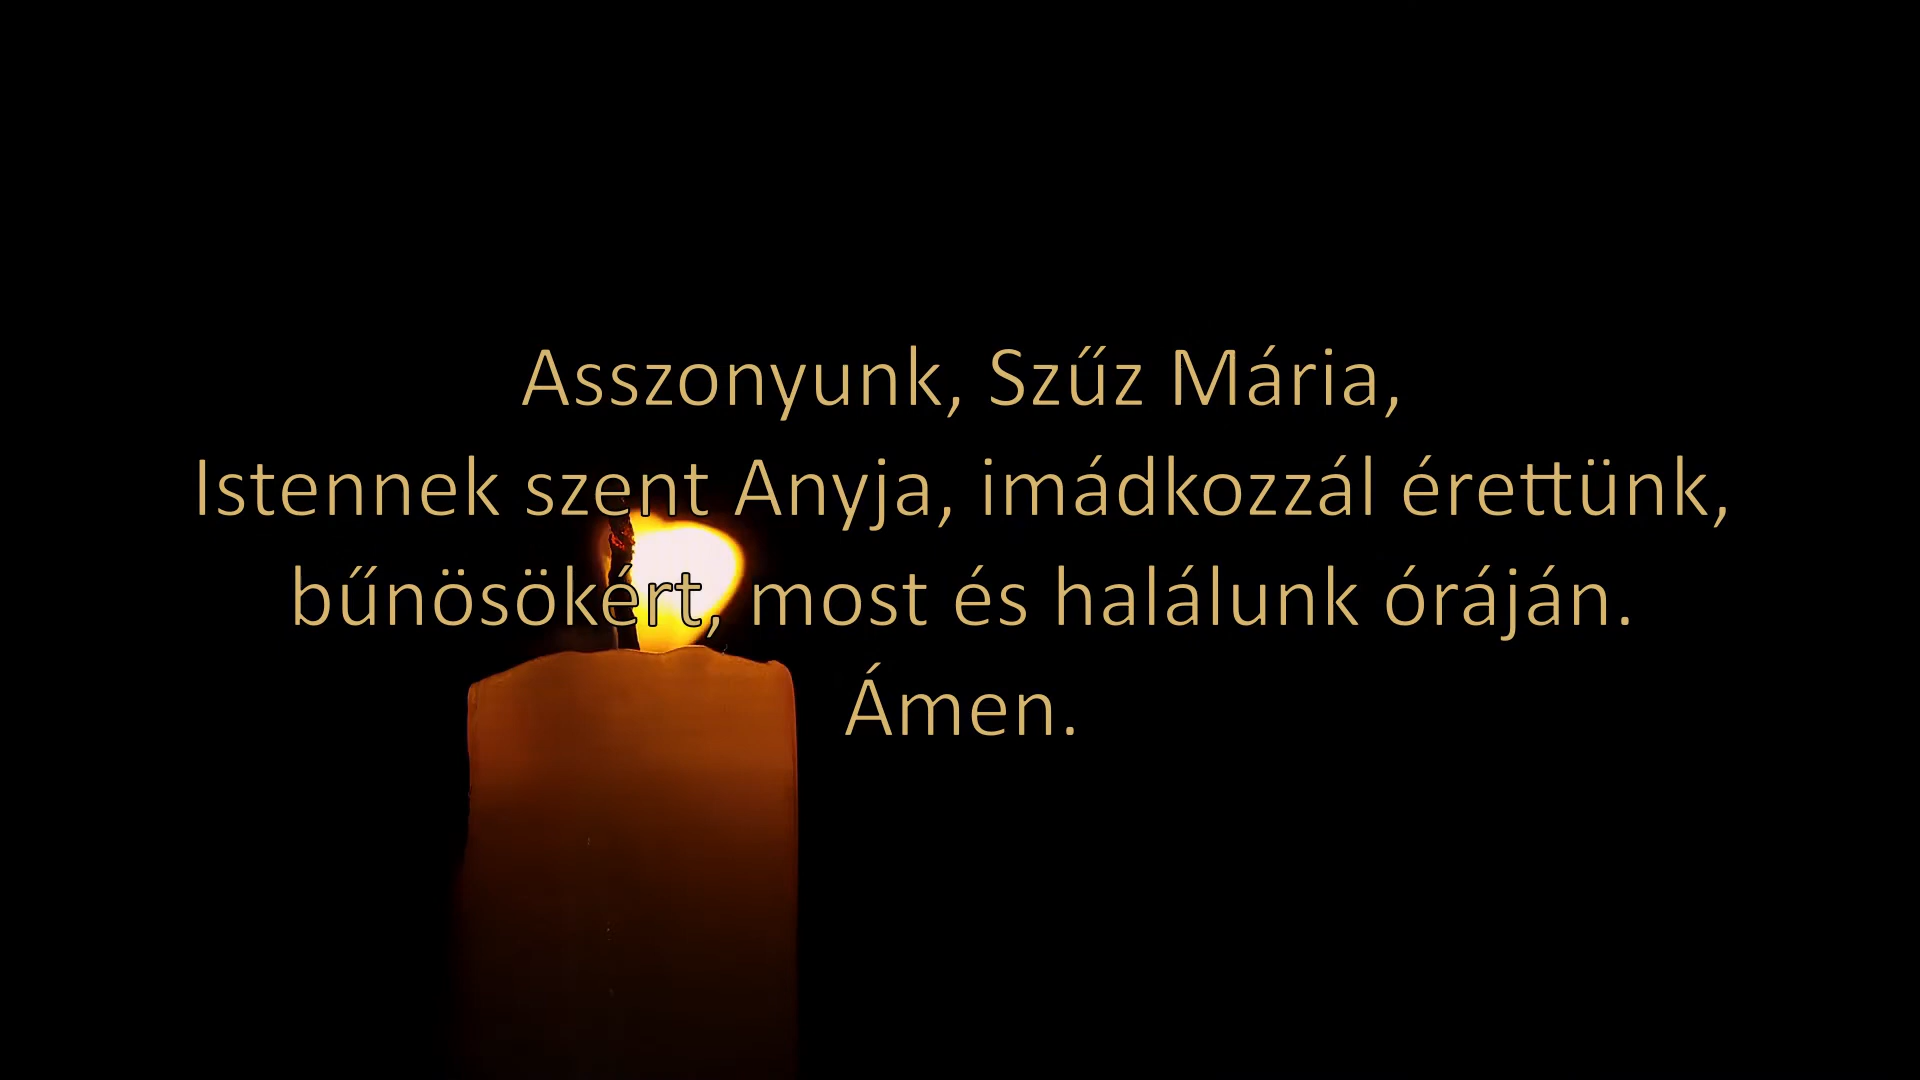 Asszonyunk, Szűz Mária,
Istennek szent Anyja, imádkozzál érettünk,
bűnösökért, most és halálunk óráján.
Ámen.